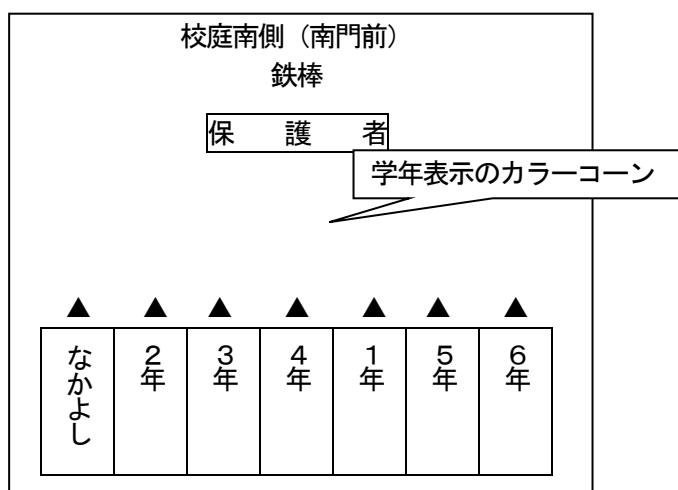 校庭南側（南門前）
鉄棒
保　護　者
学年表示のカラーコーン
▲ ▲ ▲ ▲ ▲ ▲ ▲
なかよし
２年
３年
４年
１年
５年
６年